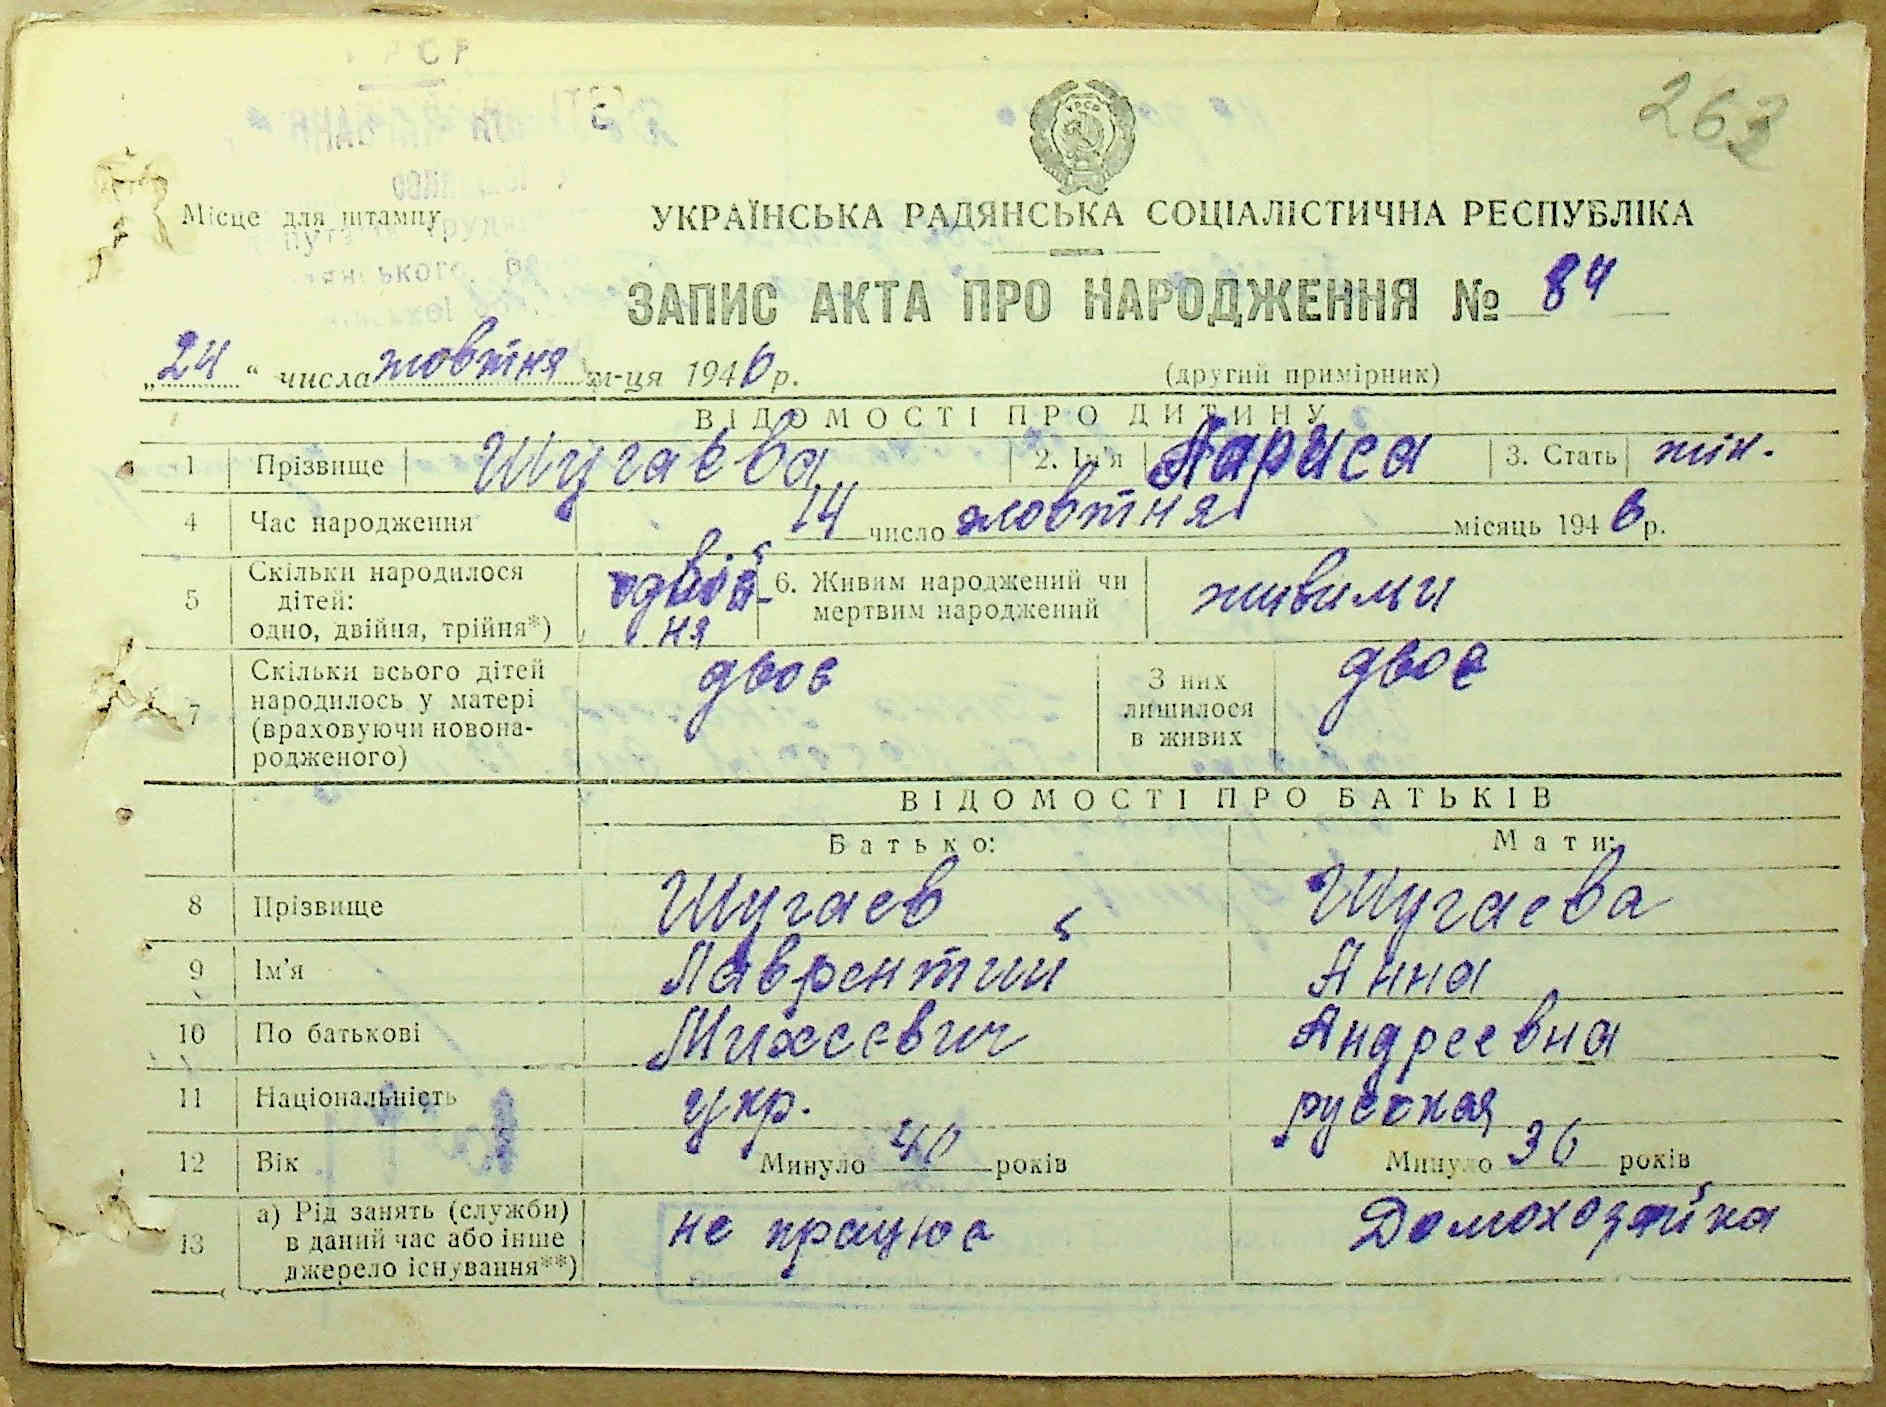 263
Місце для штампу
УКРАЇНСЬКА РАДЯНСЬКА СОЦІАЛІСТИЧНА РЕСПУБЛІКА
ЗАПИС АКТА ПРО НАРОДЖЕННЯ № 84
„24“ числа жовтня м-ця 1946 р. (другий примірник)
ВІДОМОСТІ ПРО ДИТИНУ
1 Прізвище Шугаєва 2. Ім'я Лариса 3. Стать жін.
4 Час народження 14 число жовтня місяць 1946 р.
5 Скільки народилося дітей: одно, двійня, трійня*) двійня 6. Живим народжений чи мертвим народжений живими
7 Скільки всього дітей народилось у матері (враховуючи новонародженого) двоє З них лишилося в живих двоє
ВІДОМОСТІ ПРО БАТЬКІВ
Батько: Мати:
8 Прізвище Шугаев Шугаева
9 Ім'я Лаврентий Анна
10 По батькові Михеевич Андреевна
11 Національність укр. русская
12 Вік Минуло 40 років Минуло 36 років
13 а) Рід занять (служби) в даний час або інше джерело існування**) не працює Домохозяйка